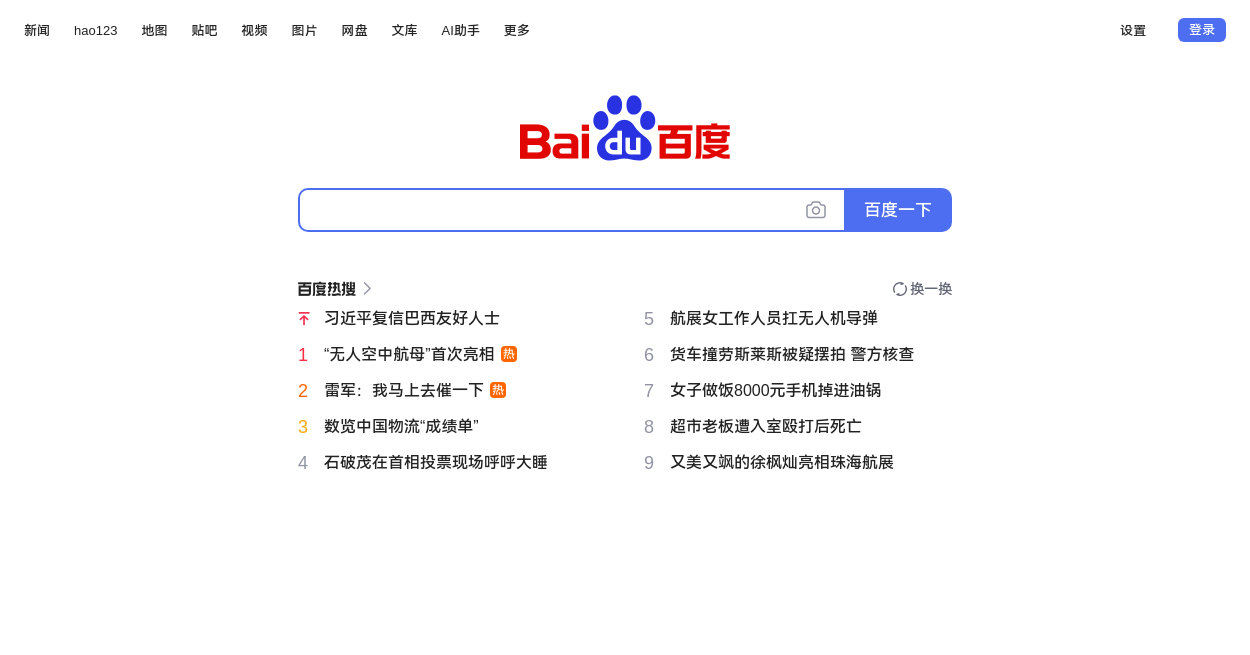 新闻 hao123 地图 贴吧 视频 图片 网盘 文库 AI助手 更多 设置 登录
Bai du 百度
百度一下
百度热搜 换一换
习近平复信巴西友好人士
1 “无人空中航母”首次亮相 热
2 雷军：我马上去催一下 热
3 数览中国物流“成绩单”
4 石破茂在首相投票现场呼呼大睡
5 航展女工作人员扛无人机导弹
6 货车撞劳斯莱斯被疑摆拍 警方核查
7 女子做饭8000元手机掉进油锅
8 超市老板遭入室殴打后死亡
9 又美又飒的徐枫灿亮相珠海航展